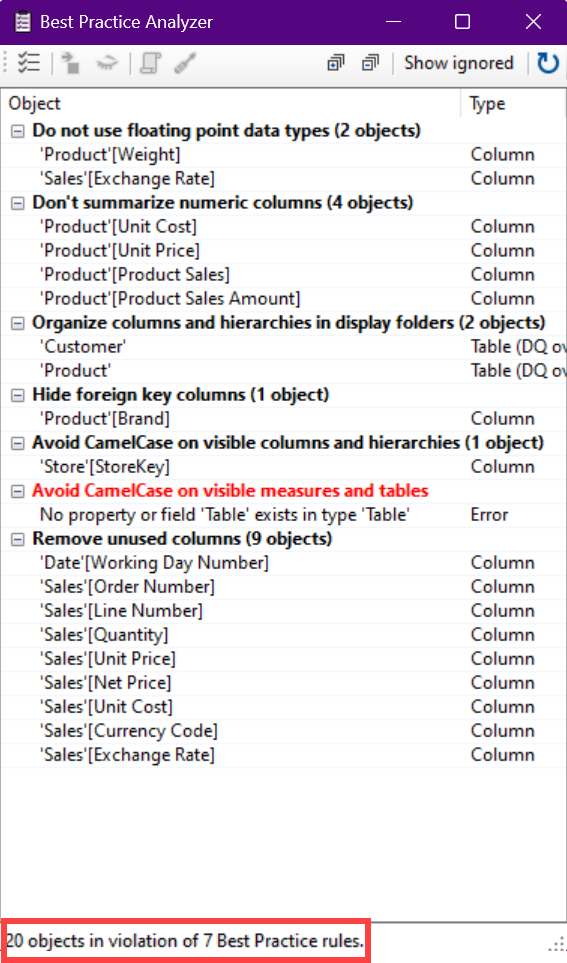 Best Practice Analyzer
Show ignored
Object Type
Do not use floating point data types (2 objects)
'Product'[Weight] Column
'Sales'[Exchange Rate] Column
Don't summarize numeric columns (4 objects)
'Product'[Unit Cost] Column
'Product'[Unit Price] Column
'Product'[Product Sales] Column
'Product'[Product Sales Amount] Column
Organize columns and hierarchies in display folders (2 objects)
'Customer' Table (DQ ov
'Product' Table (DQ ov
Hide foreign key columns (1 object)
'Product'[Brand] Column
Avoid CamelCase on visible columns and hierarchies (1 object)
'Store'[StoreKey] Column
Avoid CamelCase on visible measures and tables
No property or field 'Table' exists in type 'Table' Error
Remove unused columns (9 objects)
'Date'[Working Day Number] Column
'Sales'[Order Number] Column
'Sales'[Line Number] Column
'Sales'[Quantity] Column
'Sales'[Unit Price] Column
'Sales'[Net Price] Column
'Sales'[Unit Cost] Column
'Sales'[Currency Code] Column
'Sales'[Exchange Rate] Column
20 objects in violation of 7 Best Practice rules.